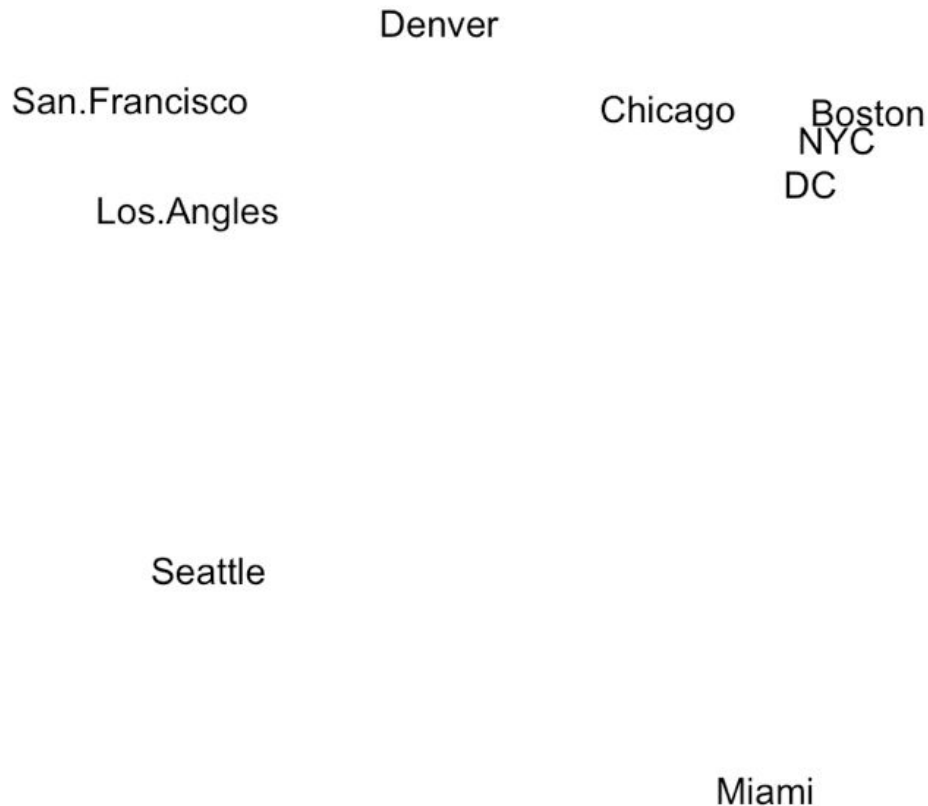 Denver
San.Francisco
Chicago
Boston
NYC
DC
Los.Angles
Seattle
Miami